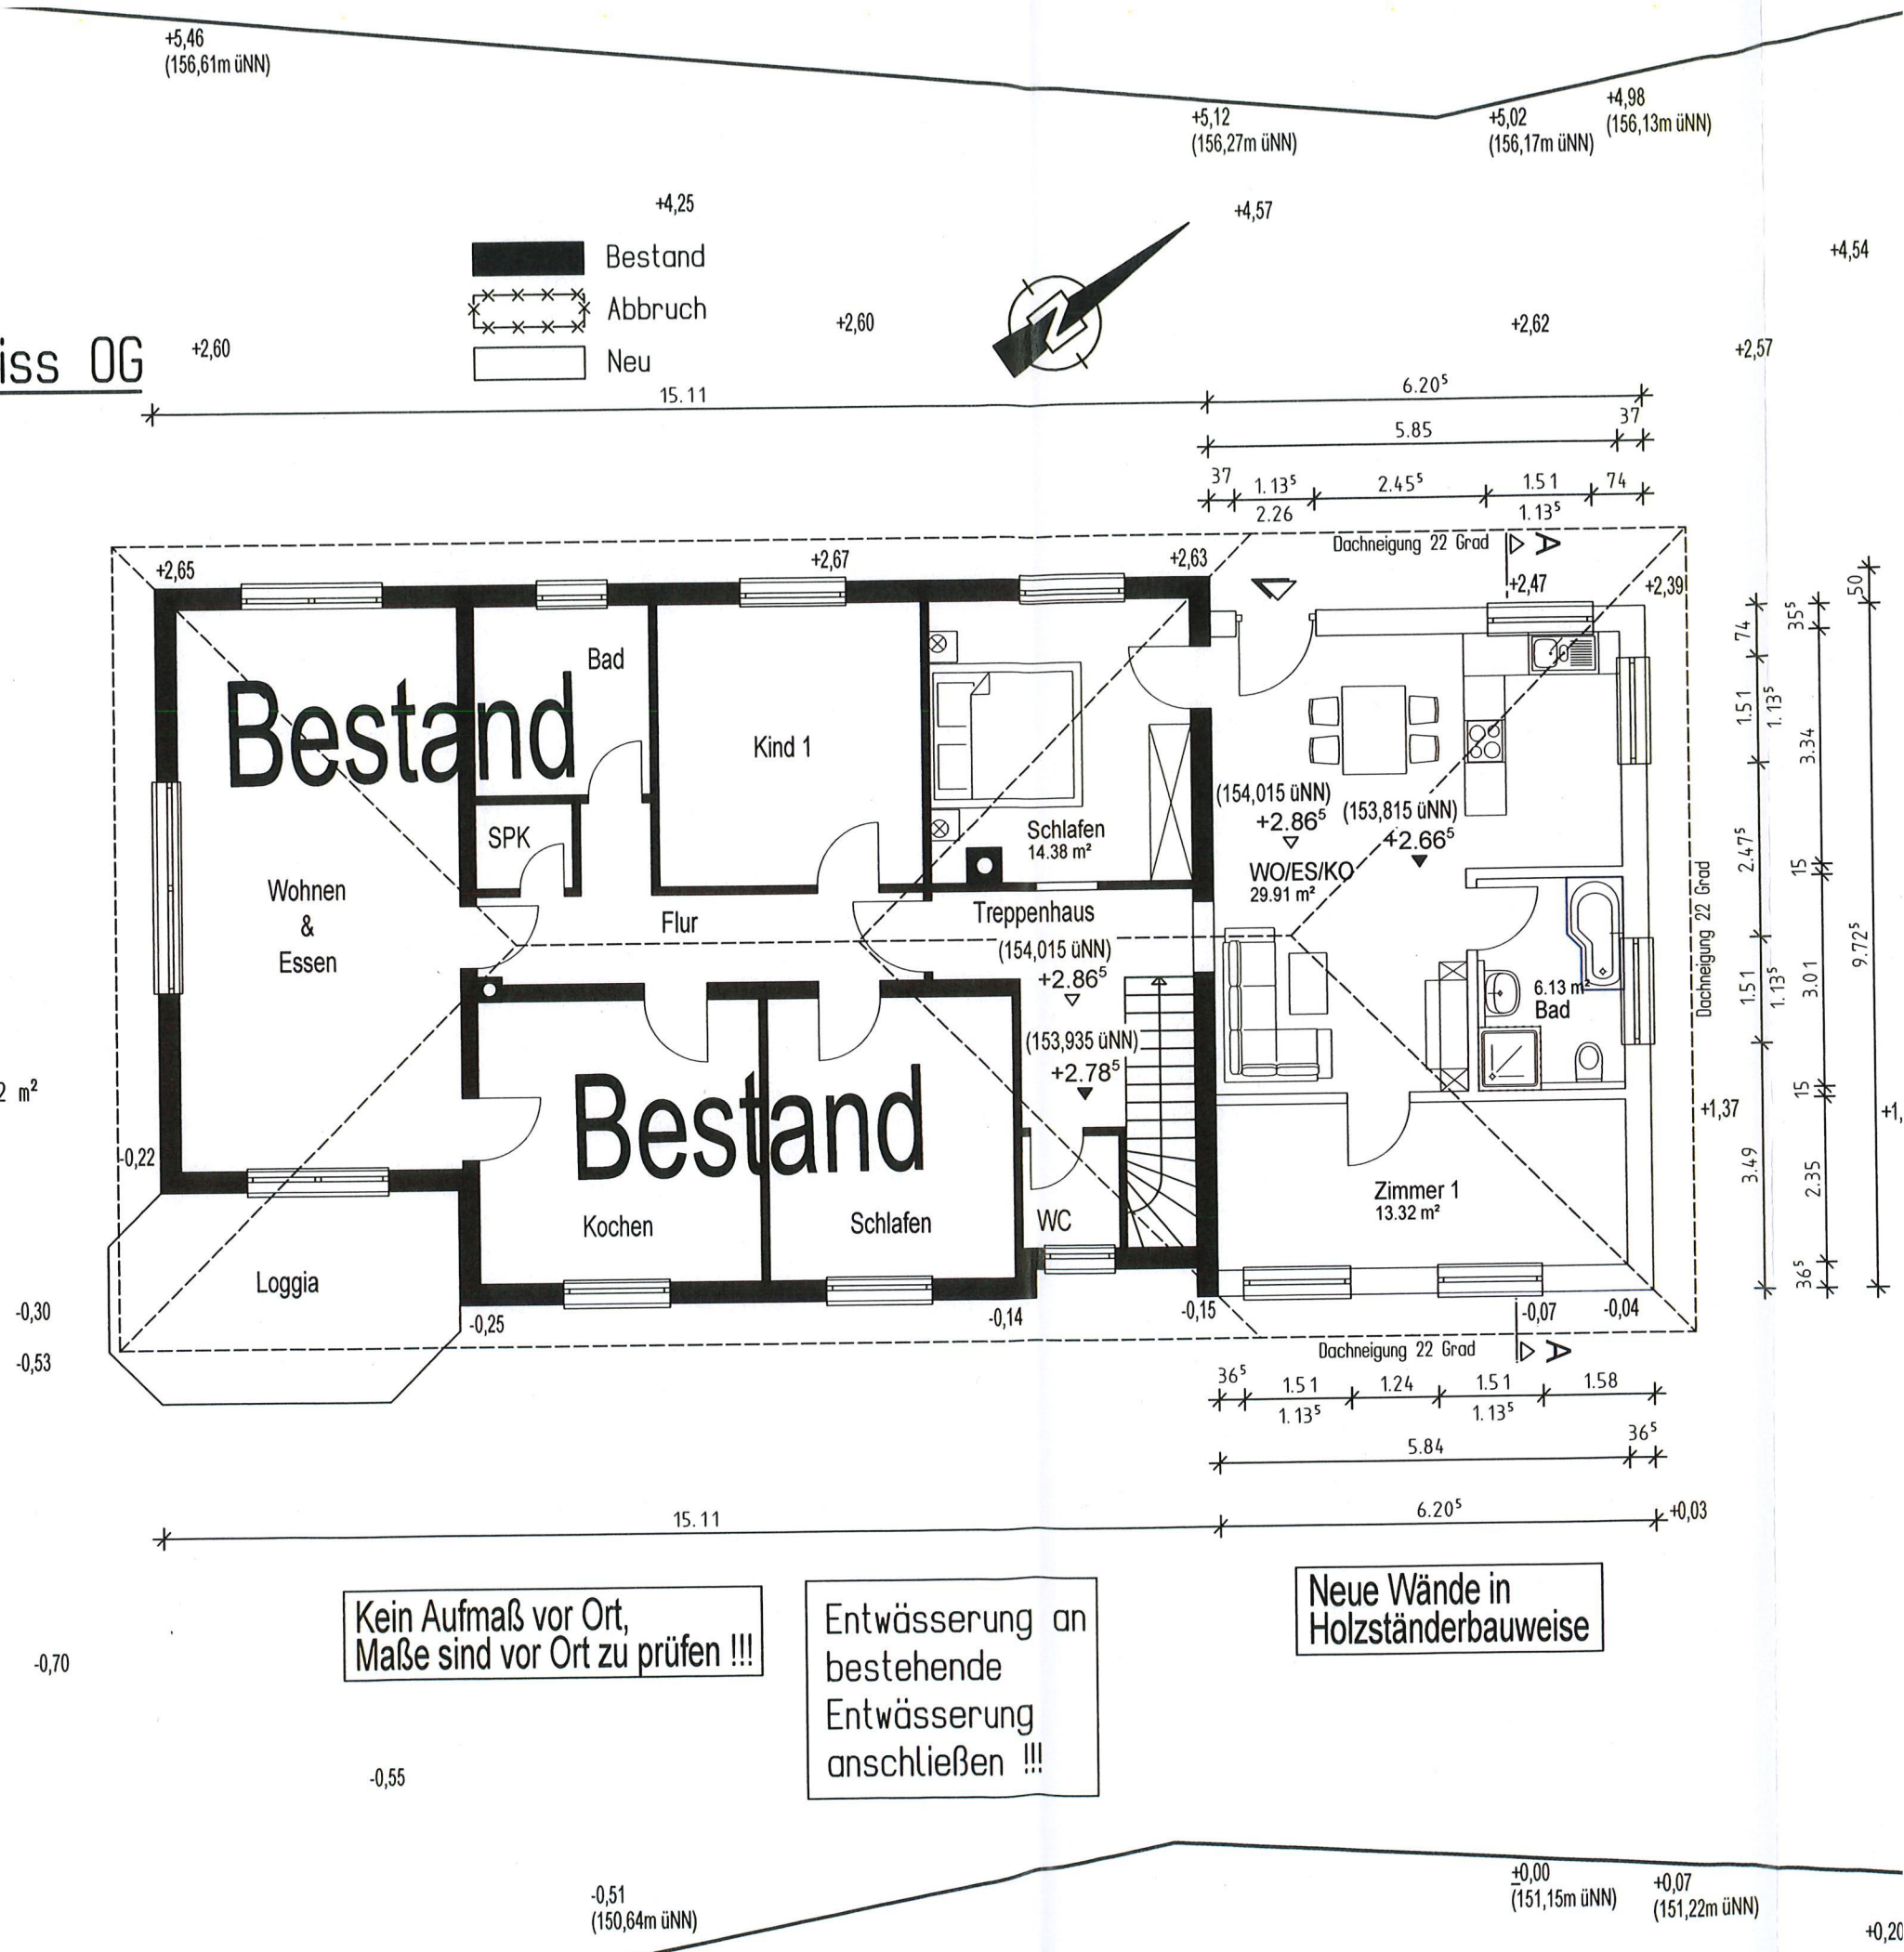 +5,46
(156,61m üNN)
+5,12
(156,27m üNN)
+5,02
(156,17m üNN)
+4,98
(156,13m üNN)
+4,25
+4,57
+4,54
Bestand
Abbruch
Neu
N
+2,60
+2,62
+2,57
iss OG
+2,60
15.11
6.20⁵
5.85
37
37
1.13⁵
2.26
2.45⁵
1.51
1.13⁵
74
Dachneigung 22 Grad
A
+2,65
+2,67
+2,63
+2,47
+2,39
50
74
35⁵
1.51
1.13⁵
3.34
2.47⁵
15
9.72⁵
1.51
1.13⁵
3.01
15
3.49
2.35
36⁵
Bad
Bestand
Kind 1
SPK
Schlafen
14.38 m²
(154,015 üNN)
+2.86⁵
(153,815 üNN)
+2.66⁵
WO/ES/KO
29.91 m²
Wohnen
&
Essen
Flur
Treppenhaus
(154,015 üNN)
+2.86⁵
(153,935 üNN)
+2.78⁵
6.13 m²
Bad
Dachneigung 22 Grad
2 m²
+1,37
+1,
-0,22
Bestand
Kochen
Schlafen
WC
Zimmer 1
13.32 m²
Loggia
-0,30
-0,53
-0,25
-0,14
-0,15
-0,07
-0,04
Dachneigung 22 Grad
A
36⁵
1.51
1.13⁵
1.24
1.51
1.13⁵
1.58
5.84
36⁵
15.11
6.20⁵
+0,03
Kein Aufmaß vor Ort,
Maße sind vor Ort zu prüfen !!!
Entwässerung an
bestehende
Entwässerung
anschließen !!!
Neue Wände in
Holzständerbauweise
-0,70
-0,55
-0,51
(150,64m üNN)
±0,00
(151,15m üNN)
+0,07
(151,22m üNN)
+0,20